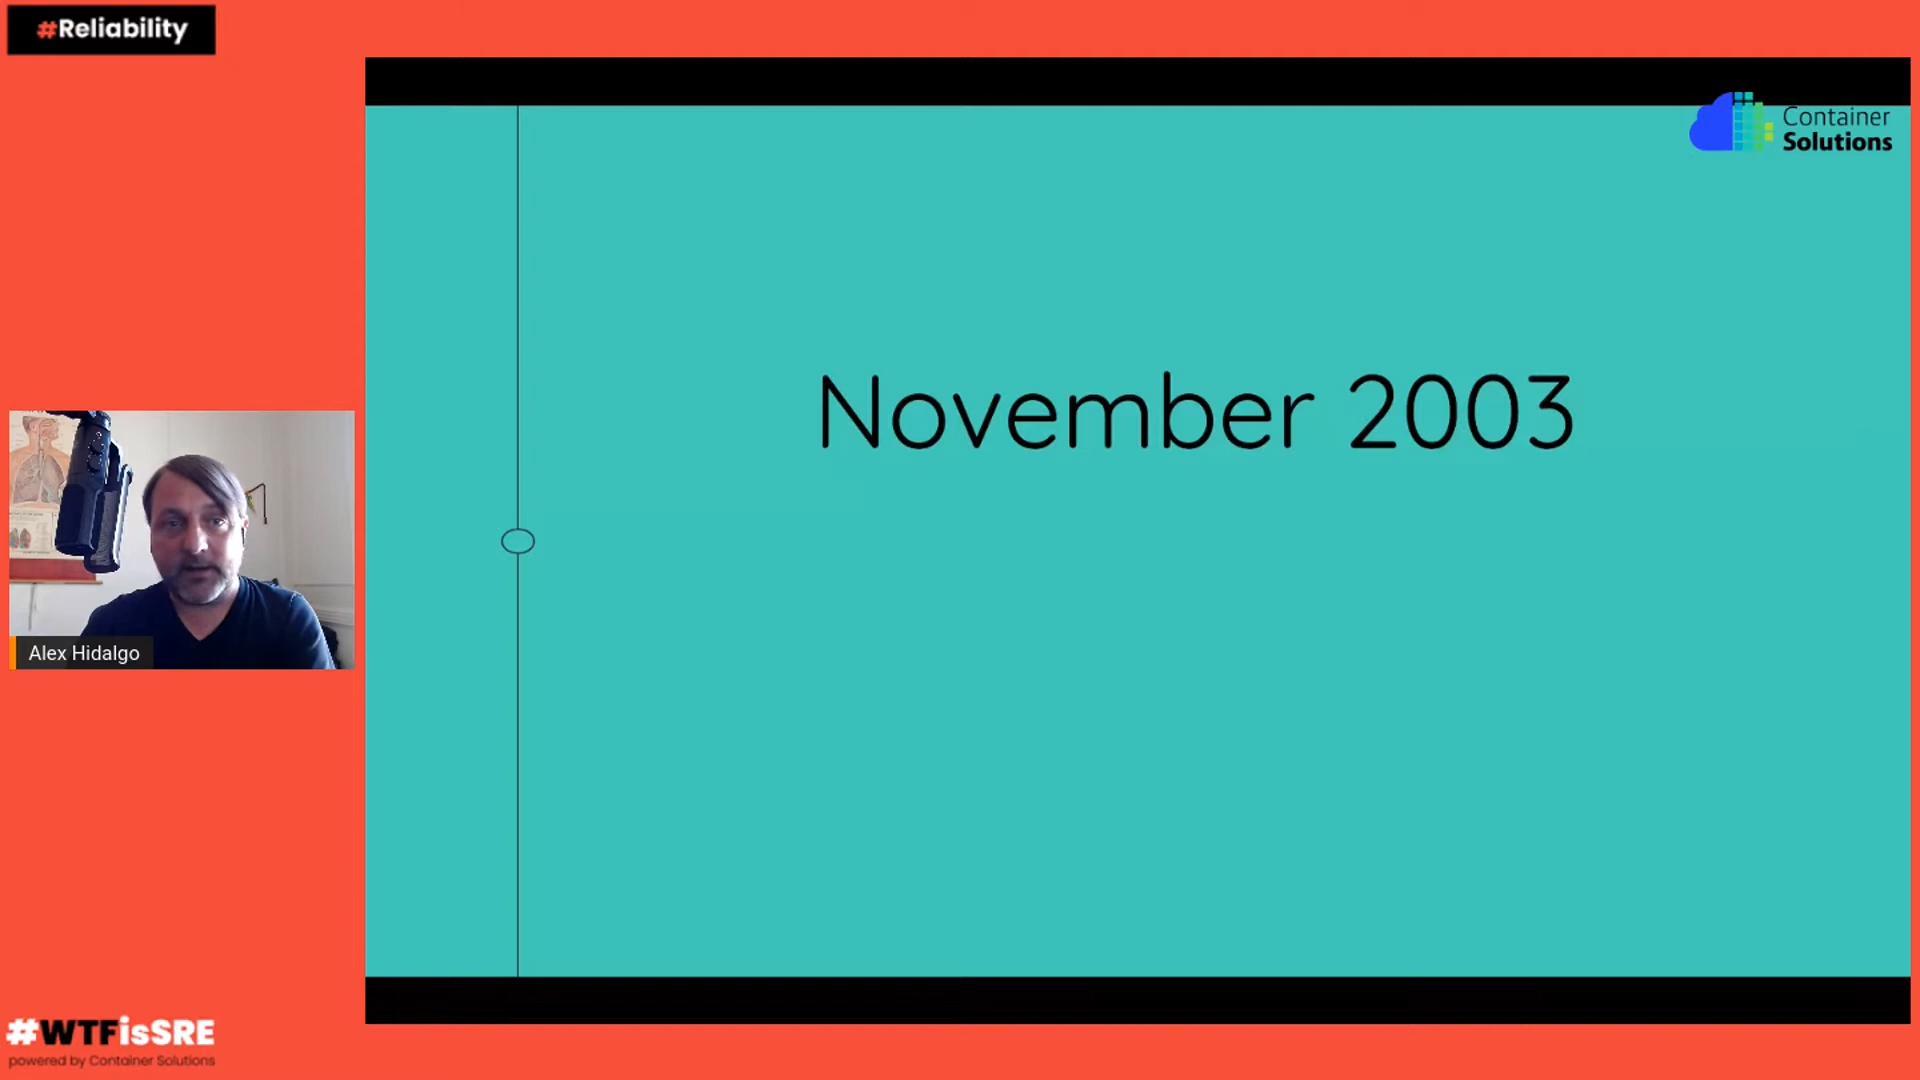 #Reliability
Container
Solutions
November 2003
Alex Hidalgo
#WTFisSRE
powered by Container Solutions